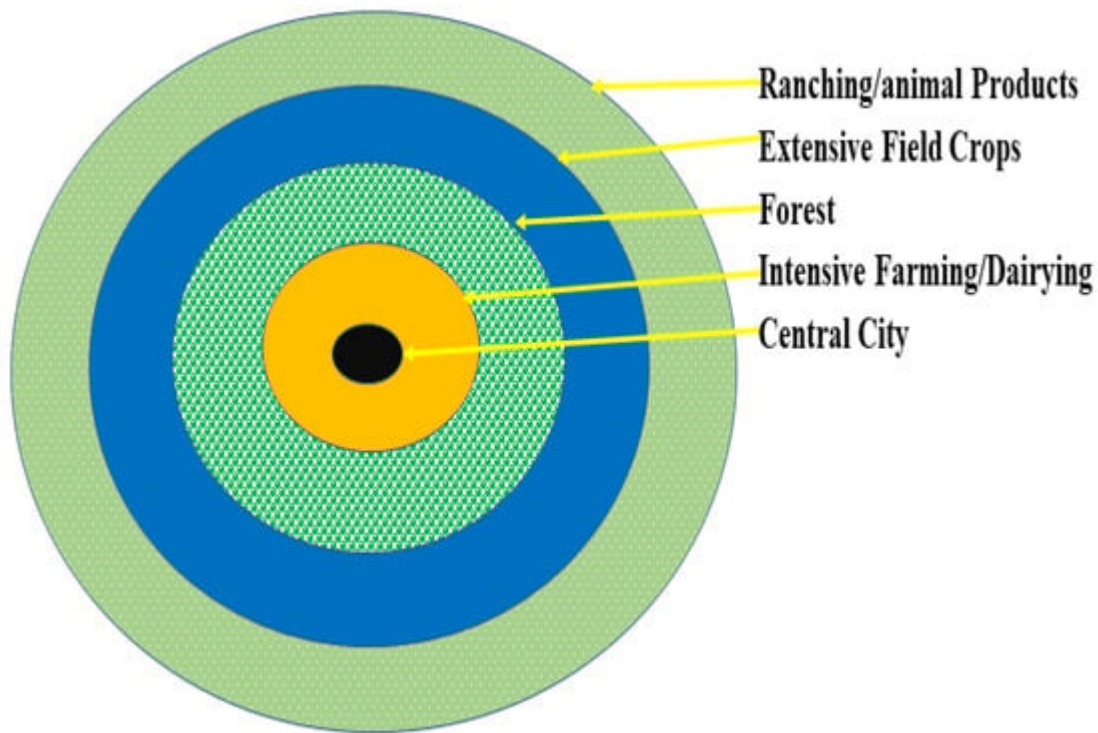 Ranching/animal Products
Extensive Field Crops
Forest
Intensive Farming/Dairying
Central City